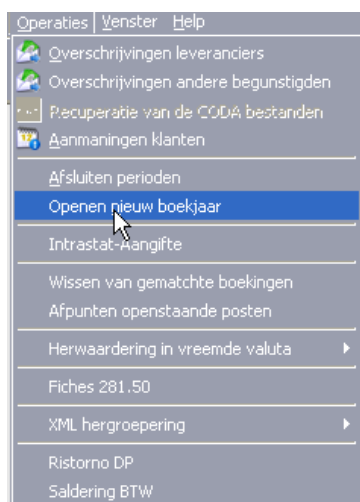 Operaties Venster Help
Overschrijvingen leveranciers
Overschrijvingen andere begunstigden
Recuperatie van de CODA bestanden
Aanmaningen klanten
Afsluiten perioden
Openen nieuw boekjaar
Intrastat-Aangifte
Wissen van gematchte boekingen
Afpunten openstaande posten
Herwaardering in vreemde valuta
Fiches 281.50
XML hergroepering
Ristorno DP
Saldering BTW